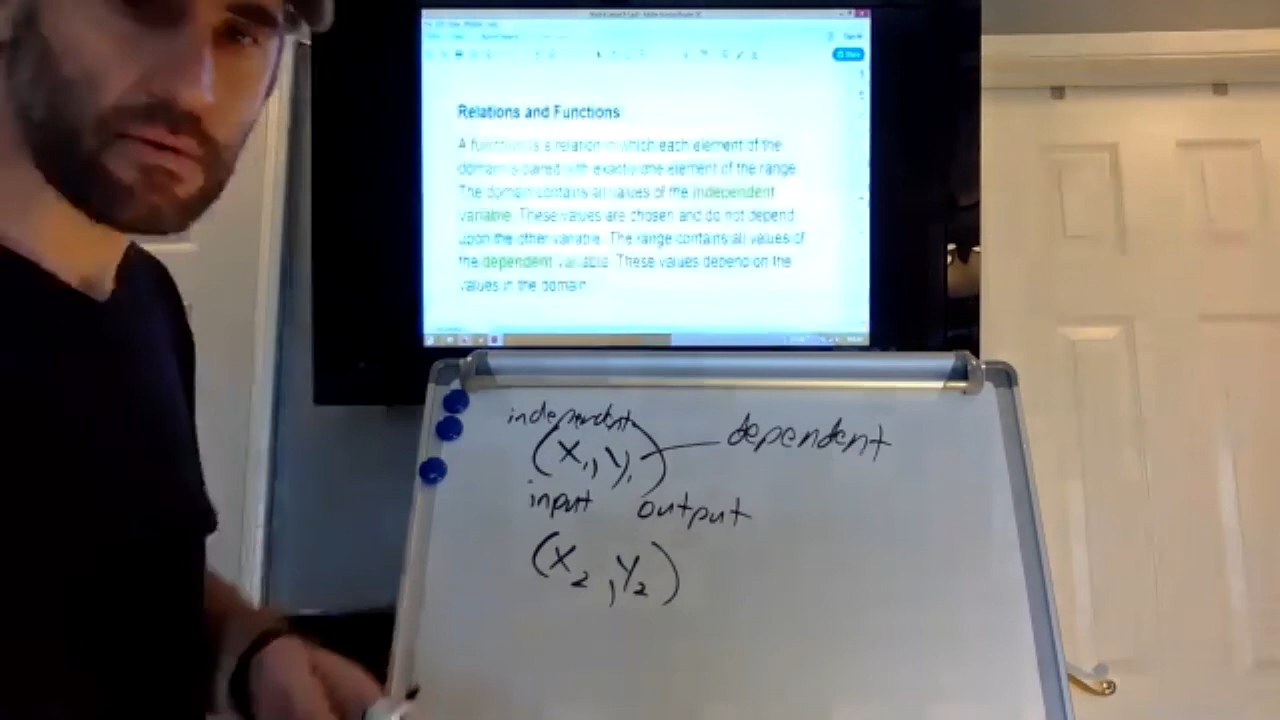 Relations and Functions
A function is a relation in which each element of the
domain is paired with exactly one element of the range
The domain contains all values of the independent
variable. These values are chosen and do not depend
upon the other variable. The range contains all values of
the dependent variable. These values depend on the
values in the domain
independent
(x₁, y₁) dependent
input output
(x₂, y₂)